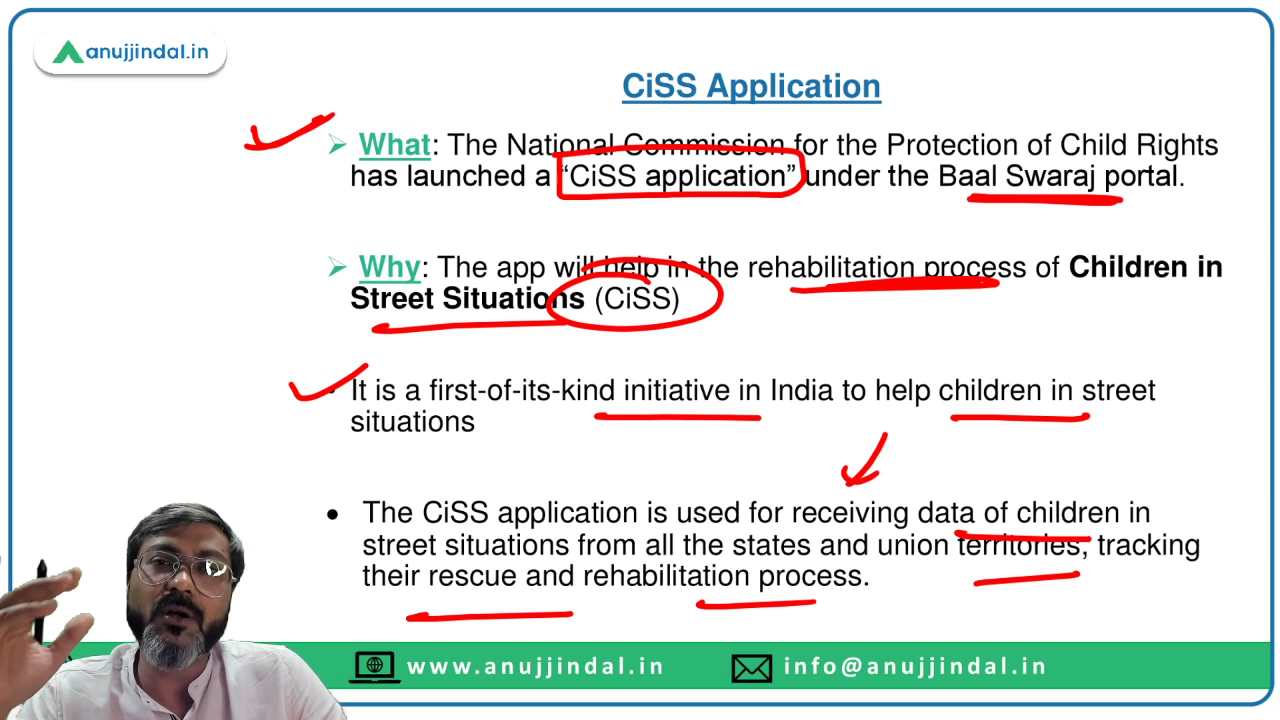 anujjindal.in
CiSS Application
What: The National Commission for the Protection of Child Rights
has launched a “CiSS application” under the Baal Swaraj portal.
Why: The app will help in the rehabilitation process of Children in
Street Situations (CiSS)
It is a first-of-its-kind initiative in India to help children in street
situations
The CiSS application is used for receiving data of children in
street situations from all the states and union territories, tracking
their rescue and rehabilitation process.
www.anujjindal.in info@anujjindal.in